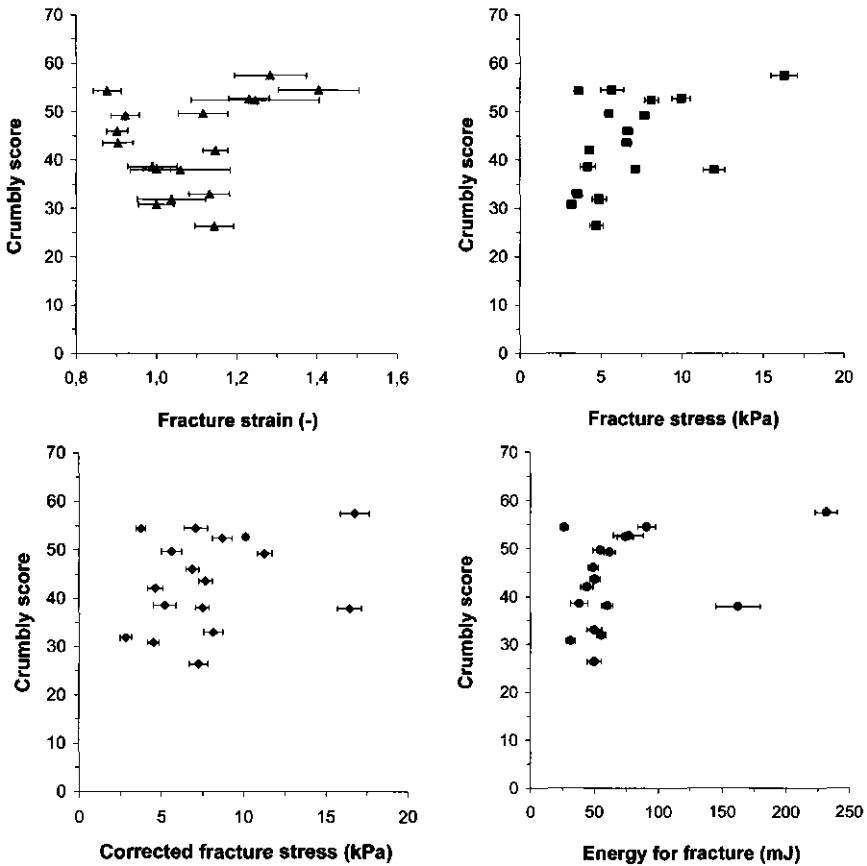 70
60
50
40
30
20
10
0
Crumbly score
0,8 1,0 1,2 1,4 1,6
Fracture strain (-)
70
60
50
40
30
20
10
0
Crumbly score
0 5 10 15 20
Fracture stress (kPa)
70
60
50
40
30
20
10
0
Crumbly score
0 5 10 15 20
Corrected fracture stress (kPa)
70
60
50
40
30
20
10
0
Crumbly score
0 50 100 150 200 250
Energy for fracture (mJ)